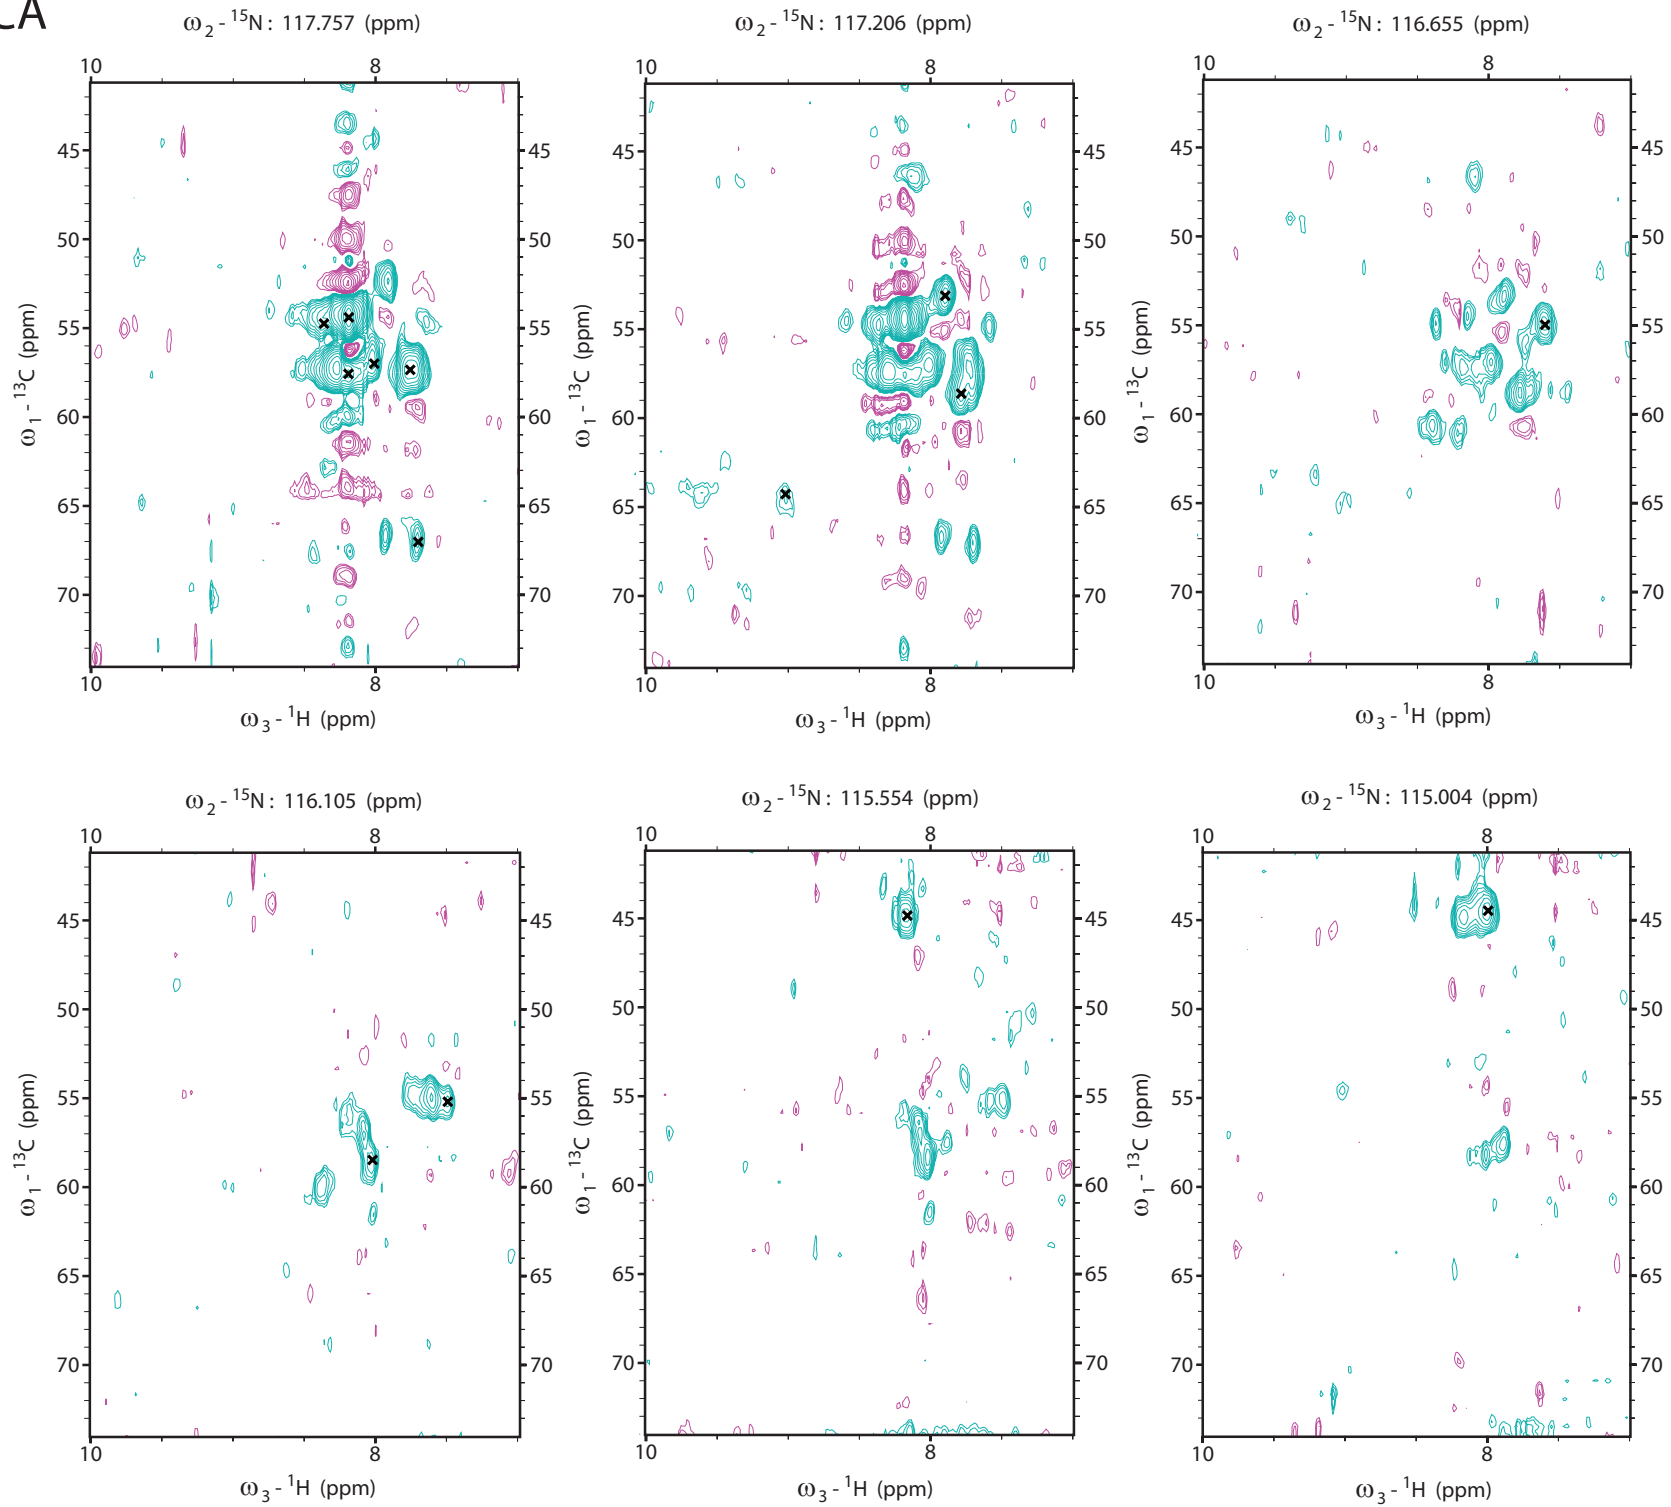 CA
ω2 - 15N : 117.757 (ppm)
10 8
45 45
50 50
55 55
60 60
65 65
70 70
ω1 - 13C (ppm)
10 8
ω3 - 1H (ppm)
ω2 - 15N : 117.206 (ppm)
10 8
45 45
50 50
55 55
60 60
65 65
70 70
ω1 - 13C (ppm)
10 8
ω3 - 1H (ppm)
ω2 - 15N : 116.655 (ppm)
10 8
45 45
50 50
55 55
60 60
65 65
70 70
ω1 - 13C (ppm)
10 8
ω3 - 1H (ppm)
ω2 - 15N : 116.105 (ppm)
10 8
45 45
50 50
55 55
60 60
65 65
70 70
ω1 - 13C (ppm)
10 8
ω3 - 1H (ppm)
ω2 - 15N : 115.554 (ppm)
10 8
45 45
50 50
55 55
60 60
65 65
70 70
ω1 - 13C (ppm)
10 8
ω3 - 1H (ppm)
ω2 - 15N : 115.004 (ppm)
10 8
45 45
50 50
55 55
60 60
65 65
70 70
ω1 - 13C (ppm)
10 8
ω3 - 1H (ppm)